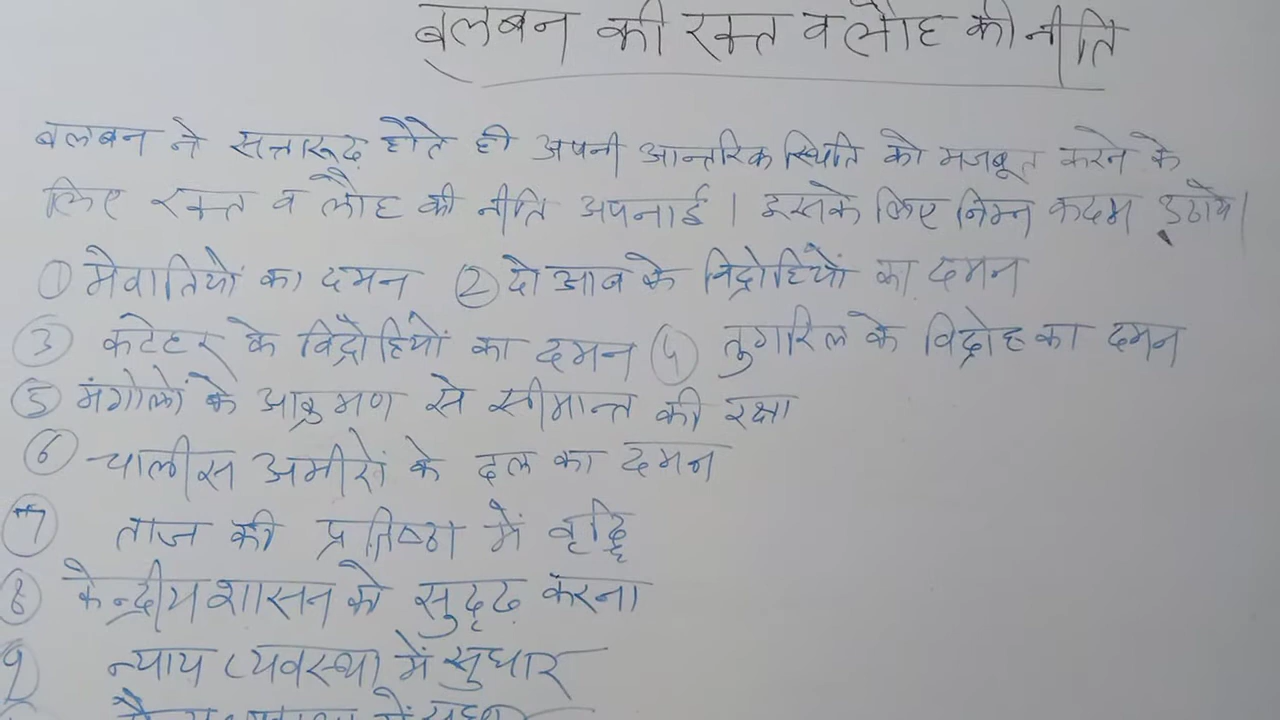 बलबन की रक्त व लौह की नीति
बलबन ने सत्तारूढ़ होते ही अपनी आन्तरिक स्थिति को मजबूत करने के
लिए रक्त व लौह की नीति अपनाई। इसके लिए निम्न कदम उठाये।
① मैवातियों का दमन ② दो आब के विद्रोहियों का दमन
③ कटेहर के विद्रोहियों का दमन ④ तुगरिल के विद्रोह का दमन
⑤ मंगोलों के आक्रमण से सीमान्त की रक्षा
⑥ चालीस अमीरों के दल का दमन
⑦ ताज की प्रतिष्ठा में वृद्धि
⑧ केन्द्रीय शासन को सुदृढ़ करना
⑨ न्याय व्यवस्था में सुधार